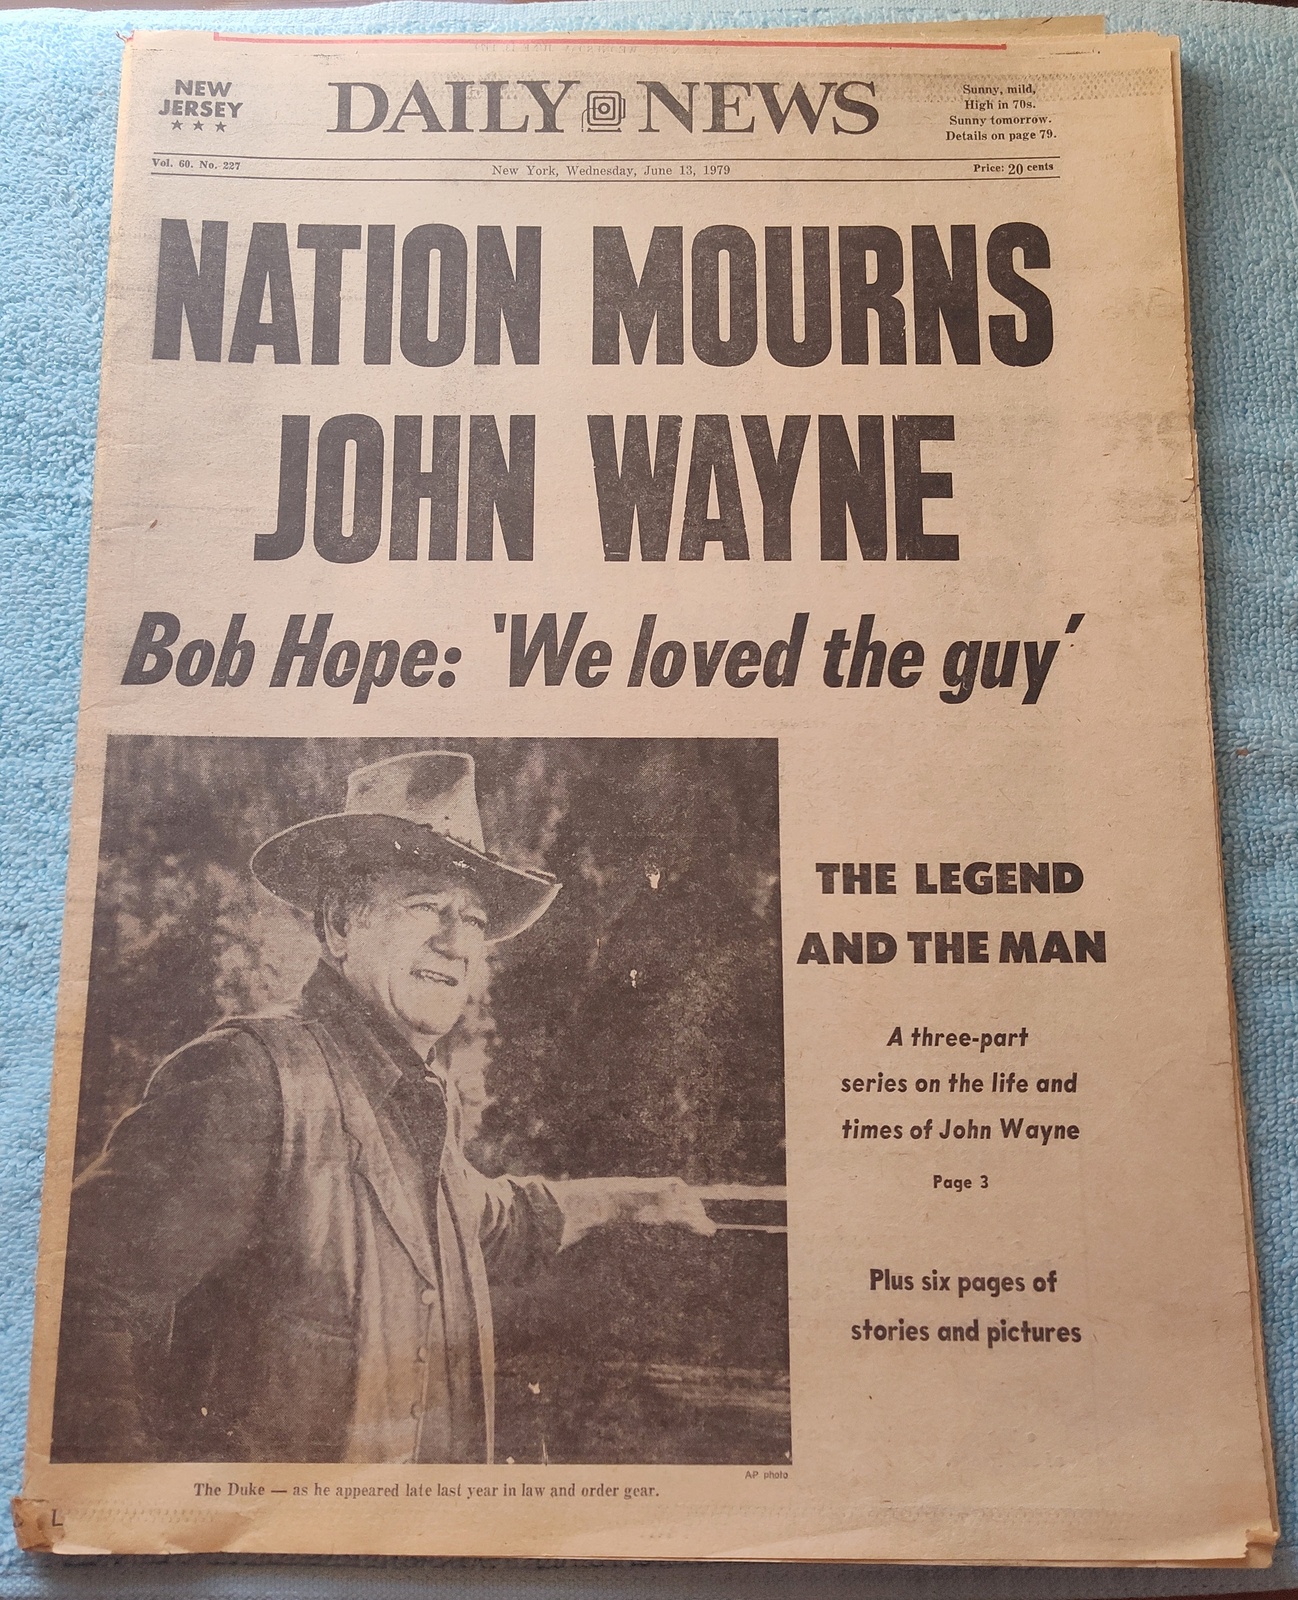 NEW
JERSEY
★ ★ ★
DAILY NEWS
Sunny, mild,
High in 70s.
Sunny tomorrow.
Details on page 79.
Vol. 60. No. 227
New York, Wednesday, June 13, 1979
Price: 20 cents
NATION MOURNS
JOHN WAYNE
Bob Hope: 'We loved the guy'
THE LEGEND
AND THE MAN
A three-part
series on the life and
times of John Wayne
Page 3
Plus six pages of
stories and pictures
AP photo
The Duke — as he appeared late last year in law and order gear.
L